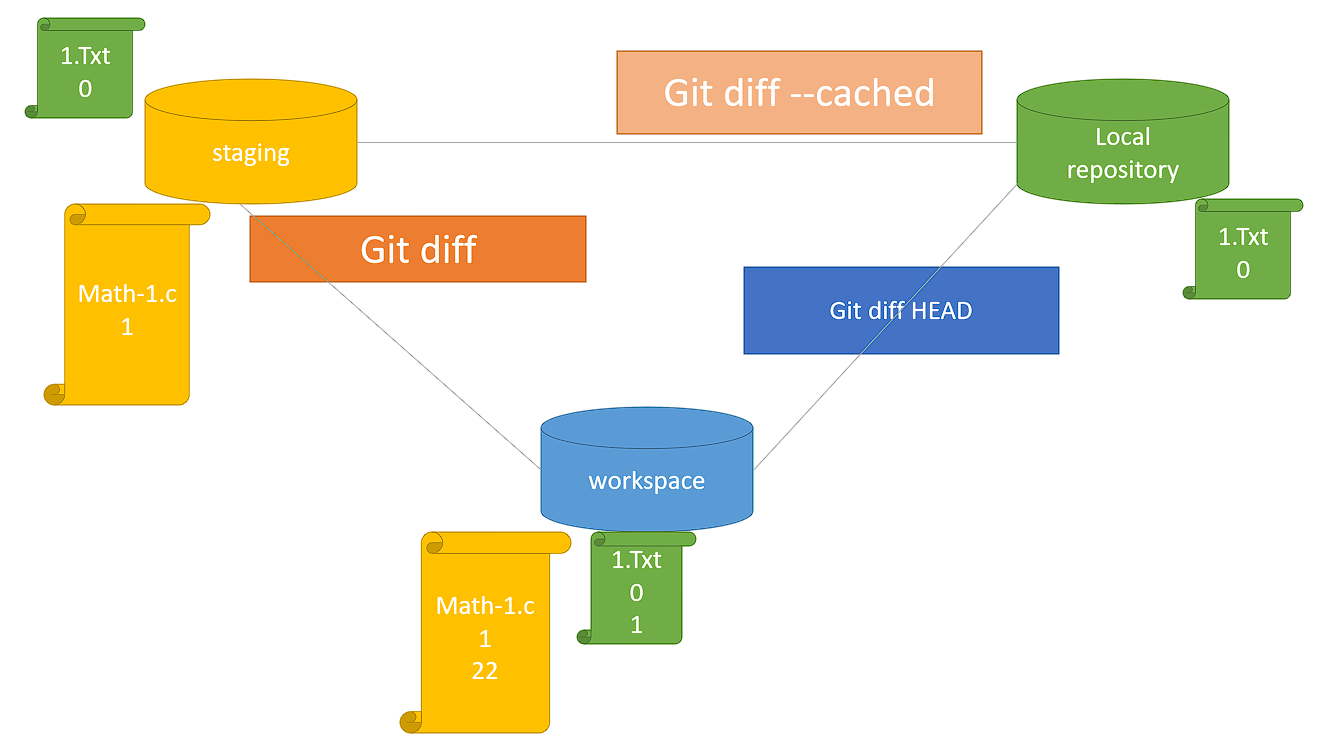 1.Txt
0
staging
Git diff --cached
Local
repository
Math-1.c
1
Git diff
1.Txt
0
Git diff HEAD
workspace
Math-1.c
1
22
1.Txt
0
1